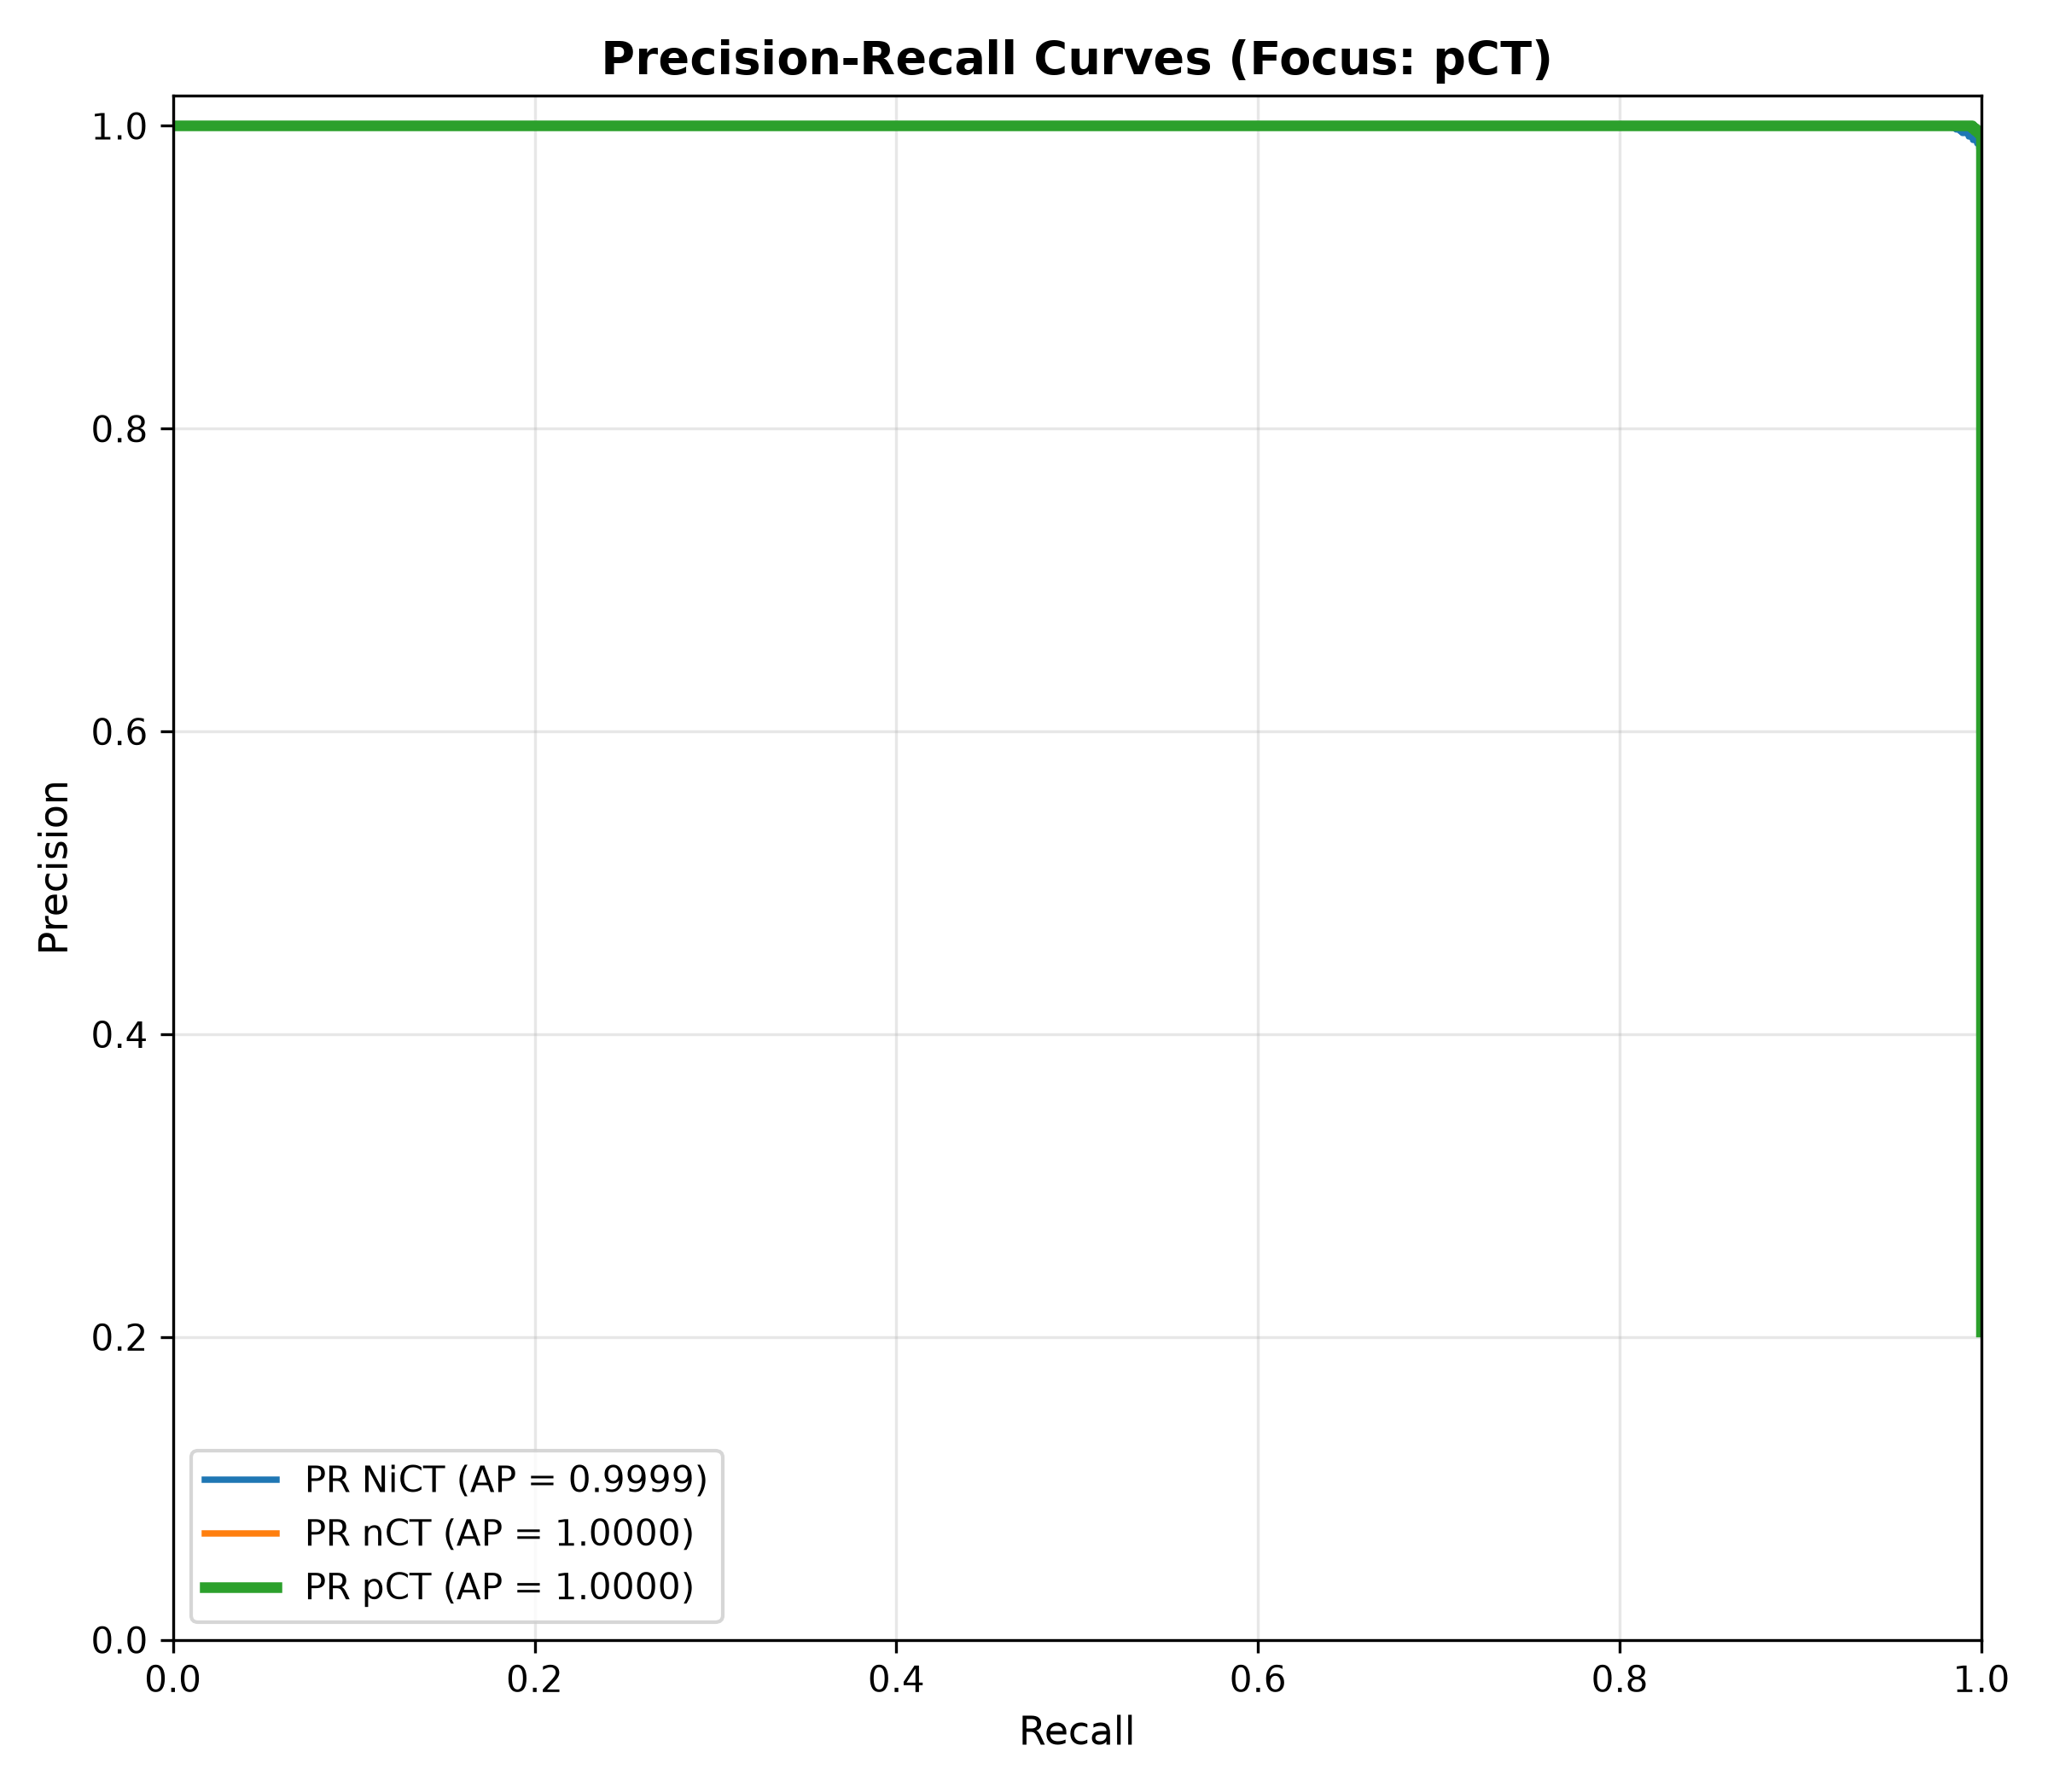 Precision-Recall Curves (Focus: pCT)
1.0
0.8
0.6
0.4
0.2
0.0
Precision
PR NiCT (AP = 0.9999)
PR nCT (AP = 1.0000)
PR pCT (AP = 1.0000)
0.0 0.2 0.4 0.6 0.8 1.0
Recall